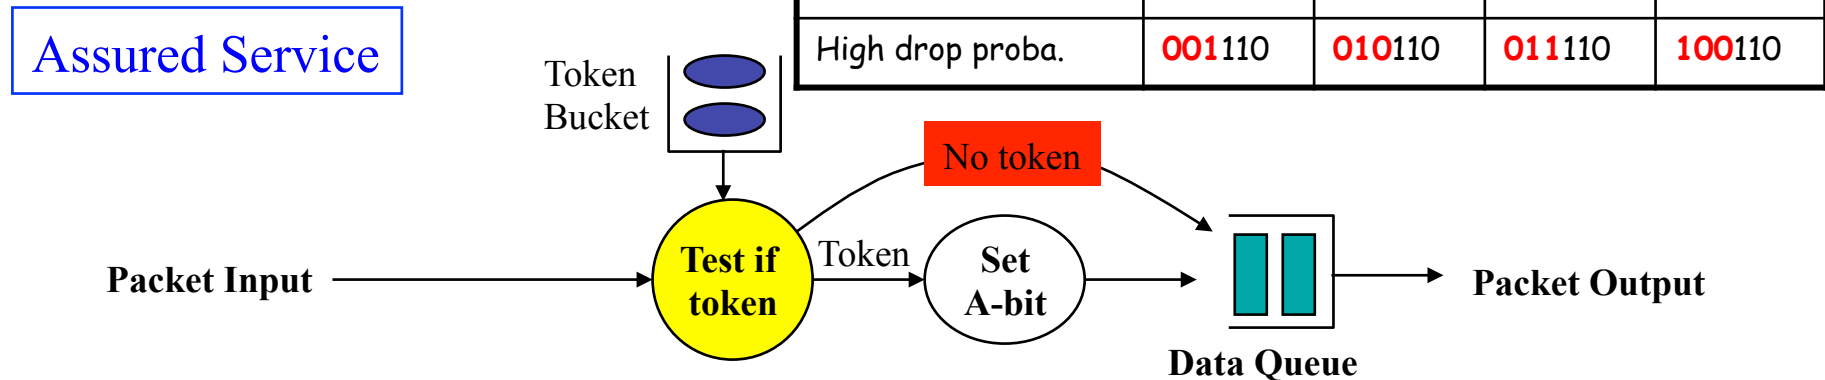 Assured Service
High drop proba. 001110 010110 011110 100110
Token
Bucket
No token
Packet Input
Test if
token
Token
Set
A-bit
Packet Output
Data Queue